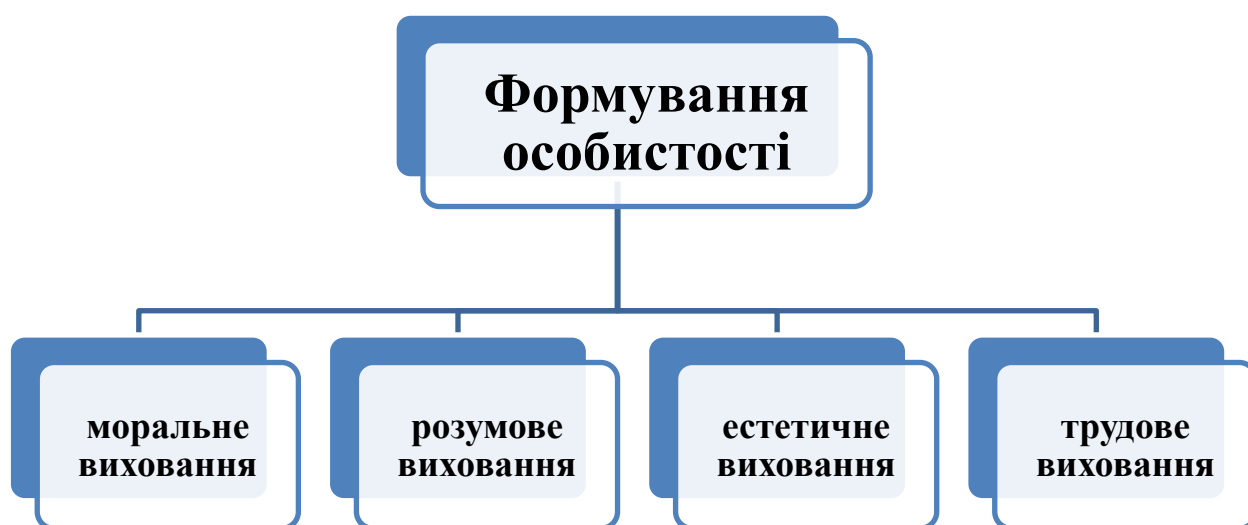 Формування
особистості
моральне
виховання
розумове
виховання
естетичне
виховання
трудове
виховання